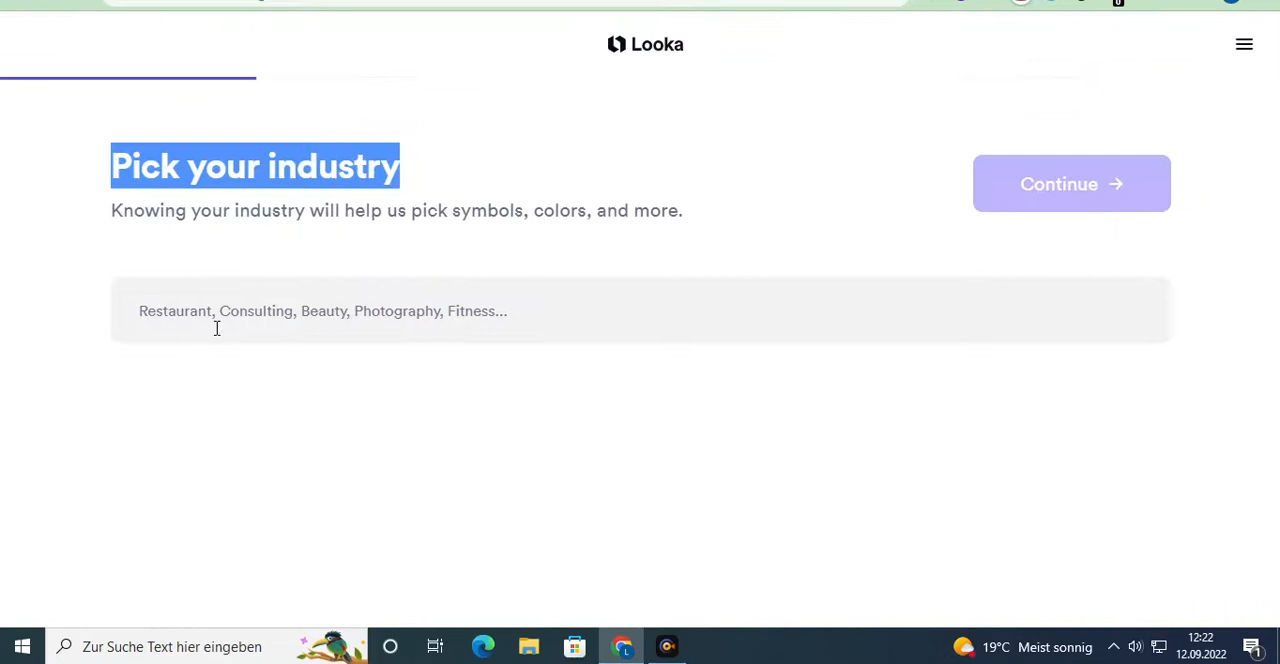 Looka
Pick your industry
Continue →
Knowing your industry will help us pick symbols, colors, and more.
Restaurant, Consulting, Beauty, Photography, Fitness...
Zur Suche Text hier eingeben
19°C Meist sonnig
12:22
12.09.2022
1